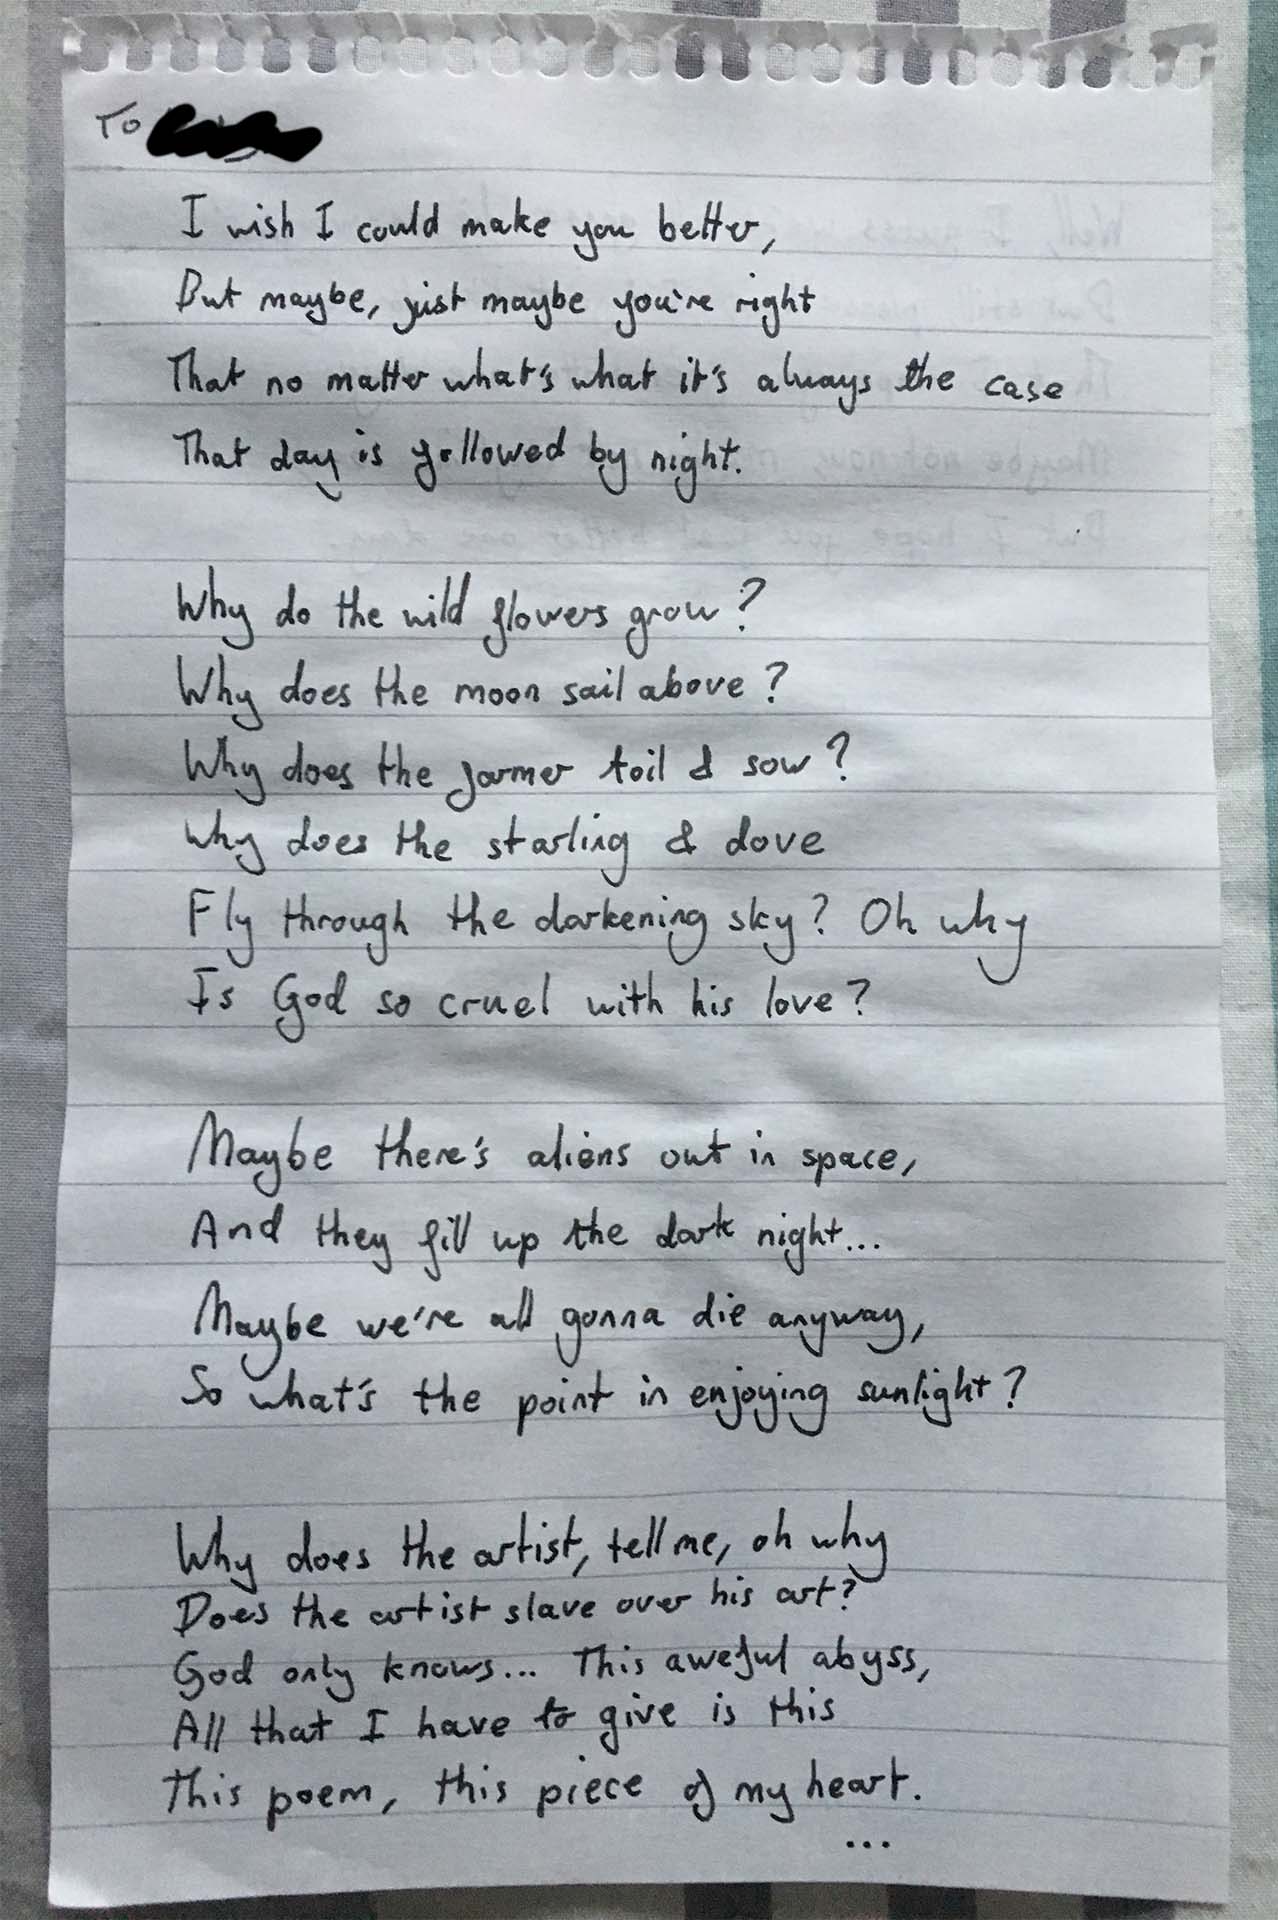 To
I wish I could make you better,
But maybe, just maybe you're right
That no matter what's what it's always the case
That day is followed by night.
Why do the wild flowers grow?
Why does the moon sail above?
Why does the farmer toil & sow?
Why does the starling & dove
Fly through the darkening sky? Oh why
Is God so cruel with his love?
Maybe there's aliens out in space,
And they fill up the dark night...
Maybe we're all gonna die anyway,
So what's the point in enjoying sunlight?
Why does the artist, tell me, oh why
Does the artist slave over his art?
God only knows... This aweful abyss,
All that I have to give is this
This poem, this piece of my heart.
...